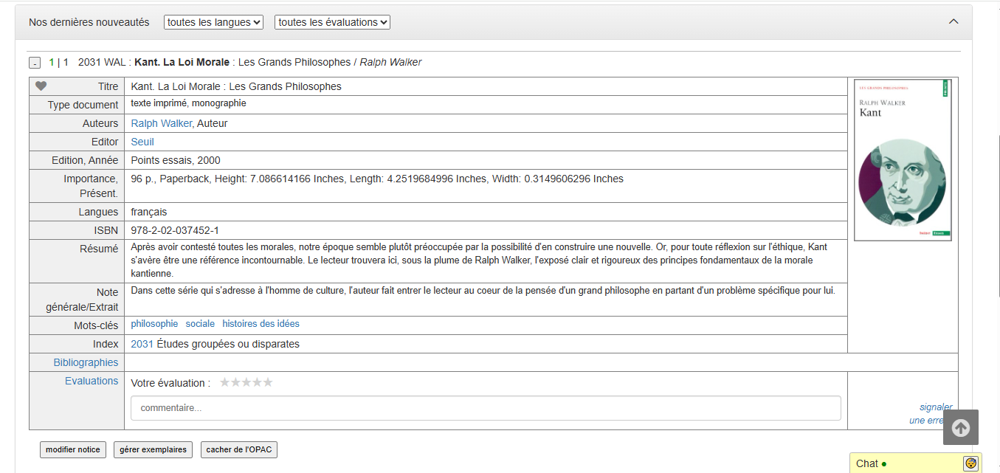 Nos dernières nouveautés toutes les langues toutes les évaluations
- 1 | 1 2031 WAL : Kant. La Loi Morale : Les Grands Philosophes / Ralph Walker
Titre Kant. La Loi Morale : Les Grands Philosophes
Type document texte imprimé, monographie
Auteurs Ralph Walker, Auteur
Editor Seuil
Edition, Année Points essais, 2000
Importance, Présent. 96 p., Paperback, Height: 7.086614166 Inches, Length: 4.2519684996 Inches, Width: 0.3149606296 Inches
Langues français
ISBN 978-2-02-037452-1
Résumé Après avoir contesté toutes les morales, notre époque semble plutôt préoccupée par la possibilité d'en construire une nouvelle. Or, pour toute réflexion sur l'éthique, Kant
s'avère être une référence incontournable. Le lecteur trouvera ici, sous la plume de Ralph Walker, l'exposé clair et rigoureux des principes fondamentaux de la morale
kantienne.
Note générale/Extrait Dans cette série qui s'adresse à l'homme de culture, l'auteur fait entrer le lecteur au coeur de la pensée d'un grand philosophe en partant d'un problème spécifique pour lui.
Mots-clés philosophie sociale histoires des idées
Index 2031 Études groupées ou disparates
Bibliographies
Evaluations Votre évaluation :
commentaire...
signaler
une erre
LES GRANDS PHILOSOPHES
POINTS
RALPH WALKER
Kant
modifier notice gérer exemplaires cacher de l'OPAC
Chat